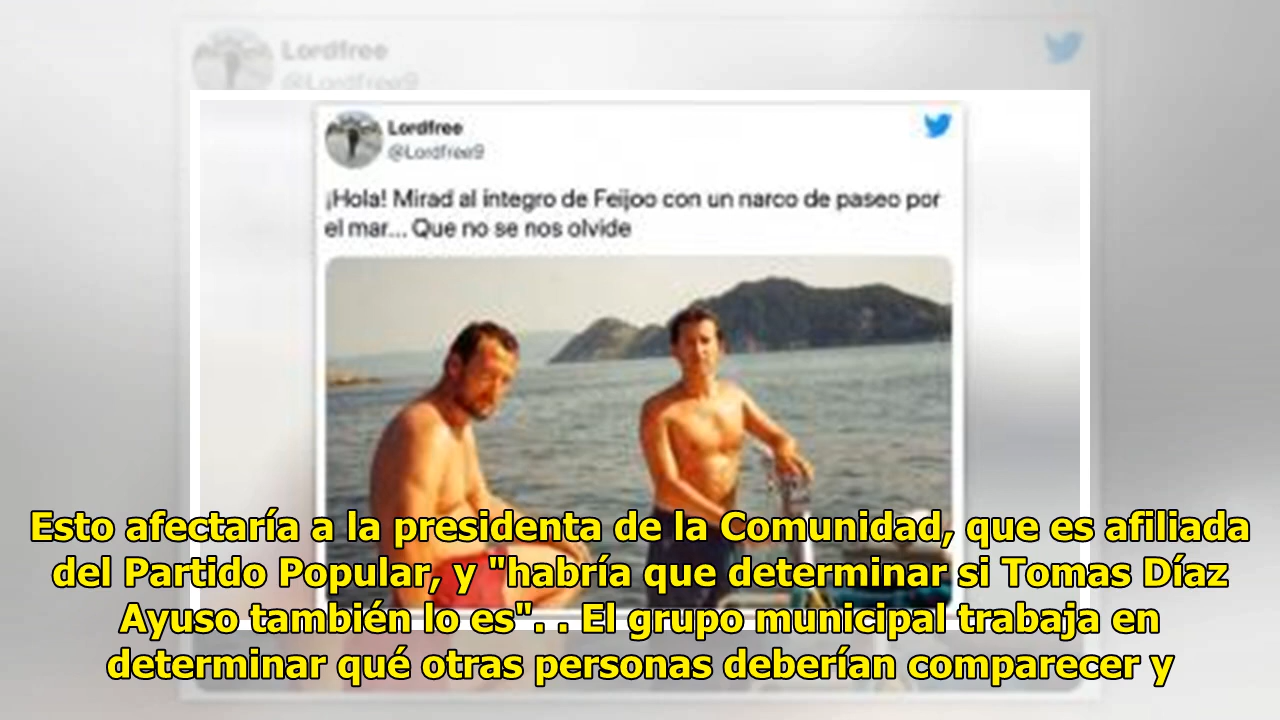 Lordfree
@Lordfree9
Lordfree
@Lordfree9
¡Hola! Mirad al integro de Feijoo con un narco de paseo por
el mar... Que no se nos olvide
Esto afectaría a la presidenta de la Comunidad, que es afiliada
del Partido Popular, y "habría que determinar si Tomas Díaz
Ayuso también lo es". . El grupo municipal trabaja en
determinar qué otras personas deberían comparecer y